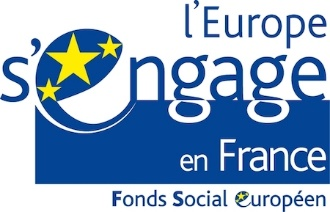 l'Europe
s'engage
en France
Fonds Social européen